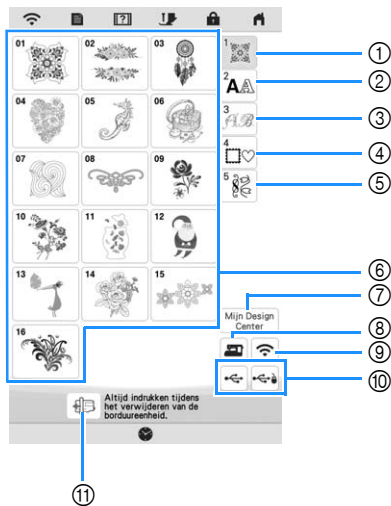 01 02 03
1
①
2 AA
②
04 05 06
3 AB
③
4
④
07 08 09
5
⑤
10 11 12
⑥
13 14 15
⑦
Mijn Design
Center
⑧
16
⑨
⑩
Altijd indrukken tijdens
het verwijderen van de
borduureenheid.
⑪